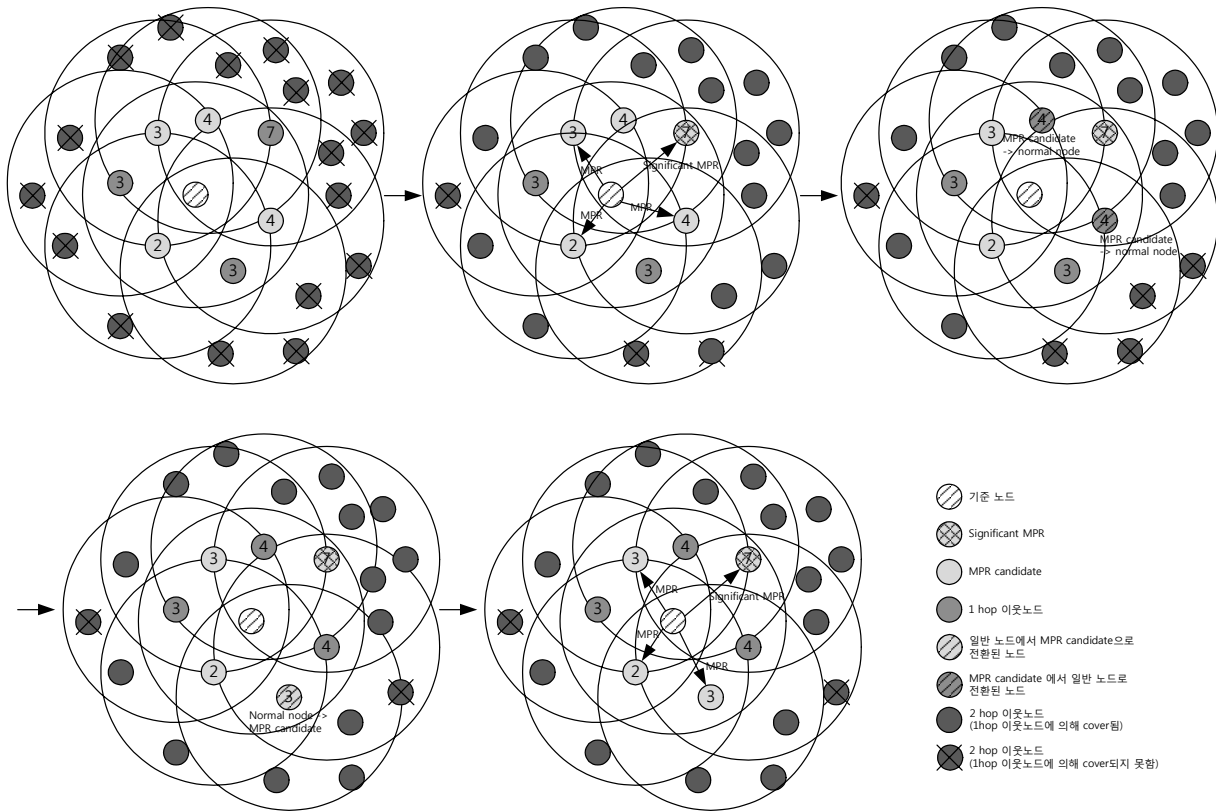 4
3
7
3
4
2
3
4
3
7
Significant MPR
MPR
3
MPR
MPR
4
2
3
4
3
7
MPR candidate
-> normal node
3
4
2
MPR candidate
-> normal node
3
4
3
7
3
4
2
3
Normal node ->
MPR candidate
4
3
7
MPR
Significant MPR
3
MPR
4
2
MPR
3
기준 노드
Significant MPR
MPR candidate
1 hop 이웃노드
일반 노드에서 MPR candidate으로
전환된 노드
MPR candidate 에서 일반 노드로
전환된 노드
2 hop 이웃노드
(1hop 이웃노드에 의해 cover됨)
2 hop 이웃노드
(1hop 이웃노드에 의해 cover되지 못함)